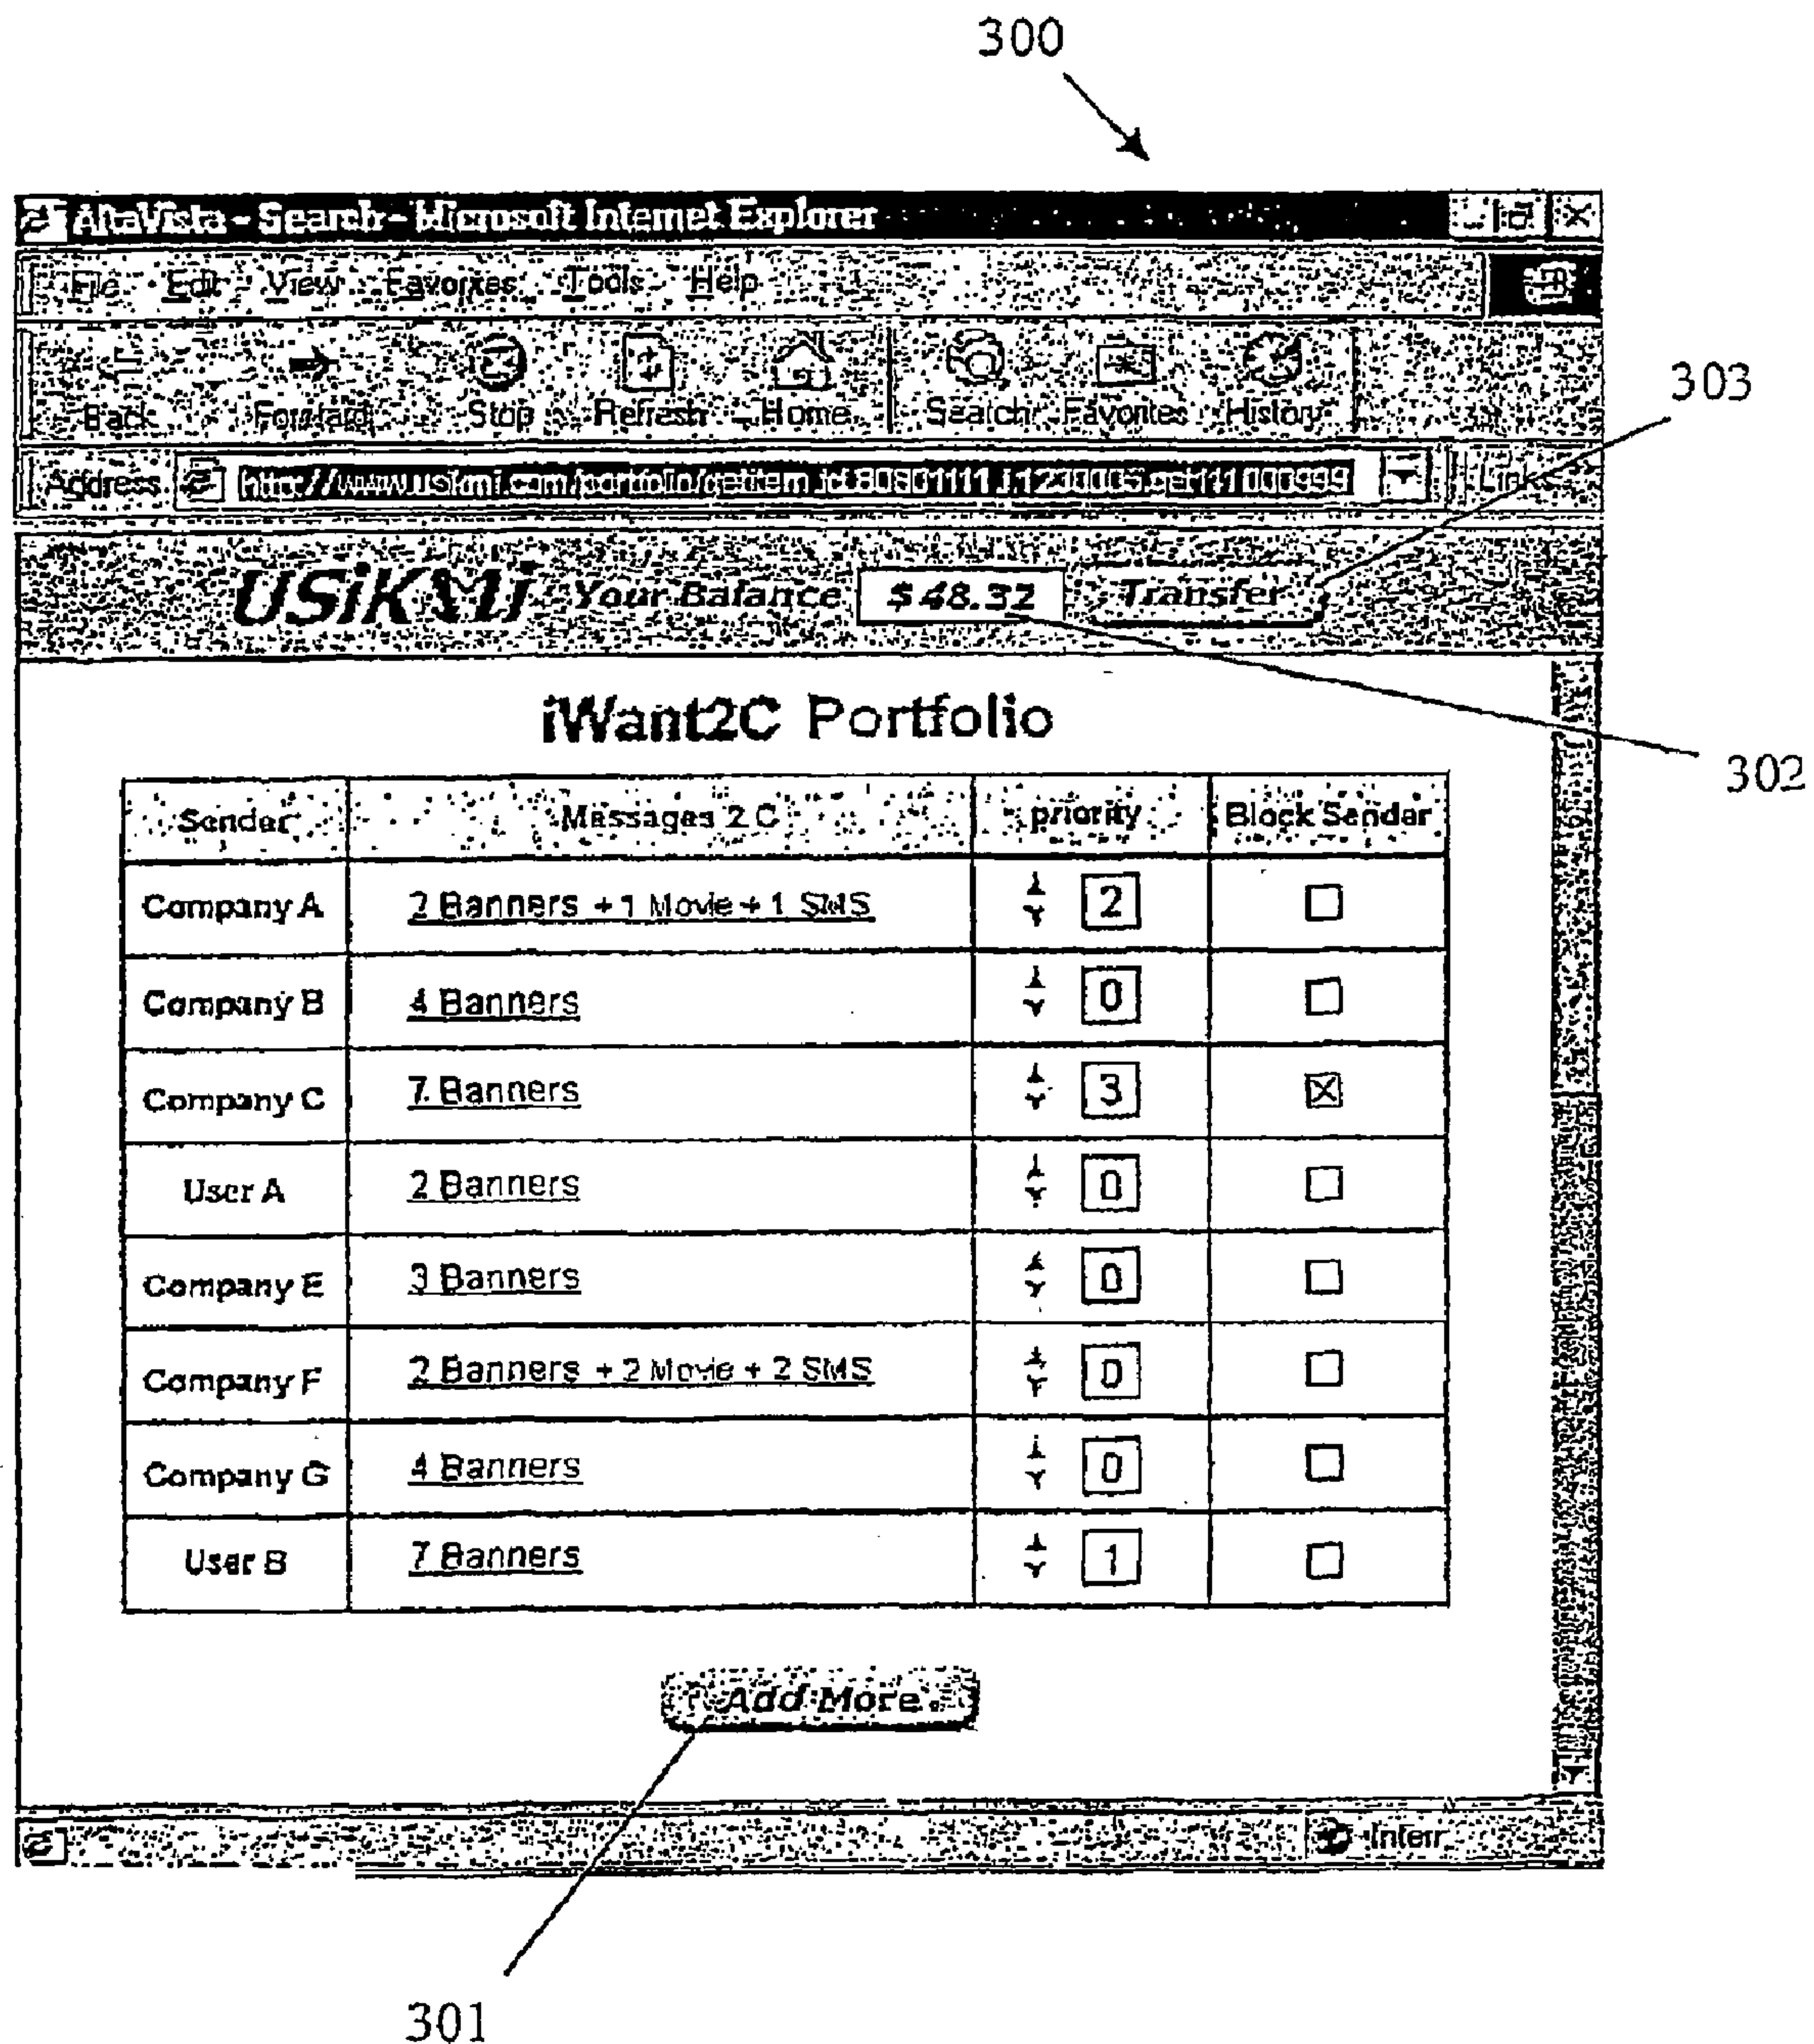 300
AltaVista - Search - Microsoft Internet Explorer
File Edit View Favorites Tools Help
Back Forward Stop Refresh Home Search Favorites History
303
Address Links
USiKMi Your Balance $48.32 Transfer
iWant2C Portfolio
302
Sender Messages 2 C priority Block Sender
Company A 2 Banners + 1 Movie + 1 SMS 2
Company B 4 Banners 0
Company C 7 Banners 3
User A 2 Banners 0
Company E 3 Banners 0
Company F 2 Banners + 2 Movie + 2 SMS 0
Company G 4 Banners 0
User B 7 Banners 1
Add More
301